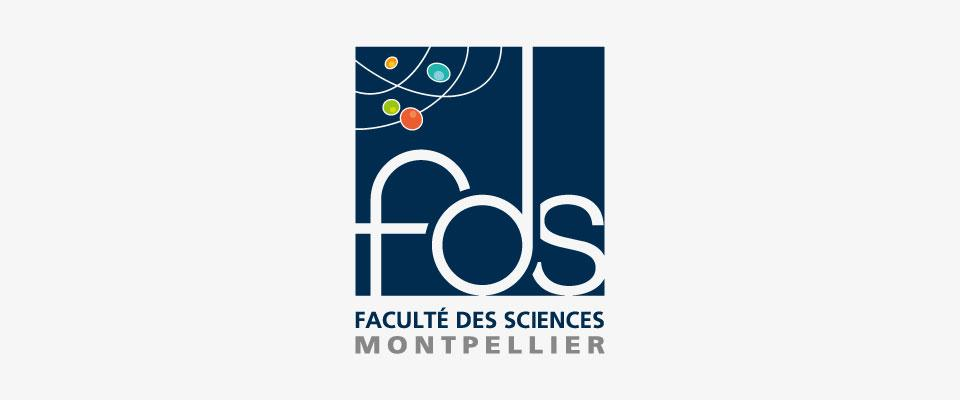 fds
FACULTÉ DES SCIENCES
MONTPELLIER